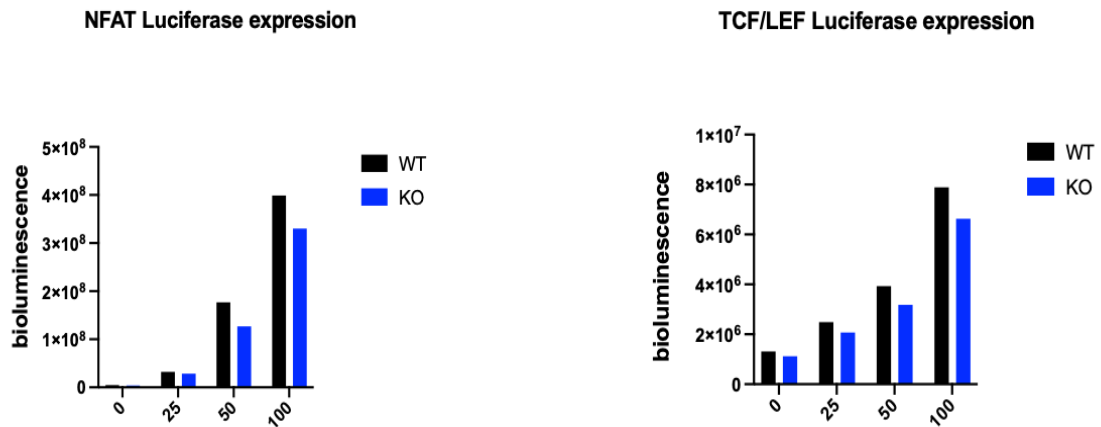 NFAT Luciferase expression
5×10⁸
4×10⁸
3×10⁸
2×10⁸
1×10⁸
0
bioluminescence
0
25
50
100
WT
KO
TCF/LEF Luciferase expression
1×10⁷
8×10⁶
6×10⁶
4×10⁶
2×10⁶
0
bioluminescence
0
25
50
100
WT
KO